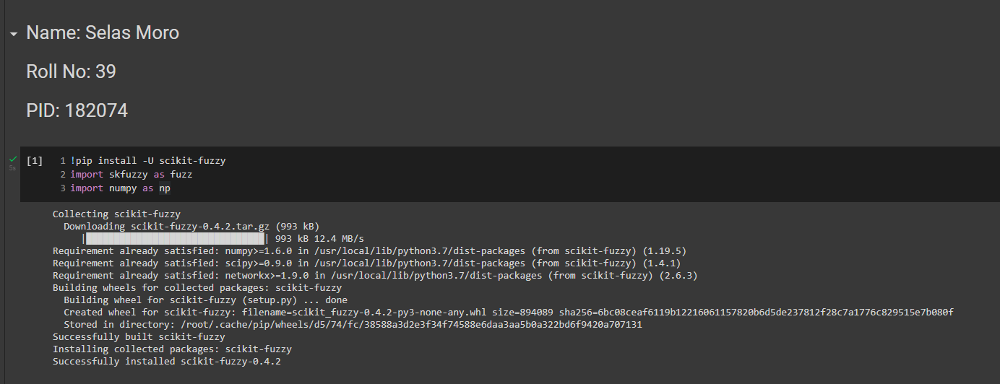 Name: Selas Moro
Roll No: 39
PID: 182074
[1] 1 !pip install -U scikit-fuzzy
5s 2 import skfuzzy as fuzz
3 import numpy as np
Collecting scikit-fuzzy
Downloading scikit-fuzzy-0.4.2.tar.gz (993 kB)
|████████████████████████████████| 993 kB 12.4 MB/s
Requirement already satisfied: numpy>=1.6.0 in /usr/local/lib/python3.7/dist-packages (from scikit-fuzzy) (1.19.5)
Requirement already satisfied: scipy>=0.9.0 in /usr/local/lib/python3.7/dist-packages (from scikit-fuzzy) (1.4.1)
Requirement already satisfied: networkx>=1.9.0 in /usr/local/lib/python3.7/dist-packages (from scikit-fuzzy) (2.6.3)
Building wheels for collected packages: scikit-fuzzy
Building wheel for scikit-fuzzy (setup.py) ... done
Created wheel for scikit-fuzzy: filename=scikit_fuzzy-0.4.2-py3-none-any.whl size=894089 sha256=6bc08ceaf6119b12216061157820b6d5de237812f28c7a1776c829515e7b080f
Stored in directory: /root/.cache/pip/wheels/d5/74/fc/38588a3d2e3f34f74588e6daa3aa5b0a322bd6f9420a707131
Successfully built scikit-fuzzy
Installing collected packages: scikit-fuzzy
Successfully installed scikit-fuzzy-0.4.2